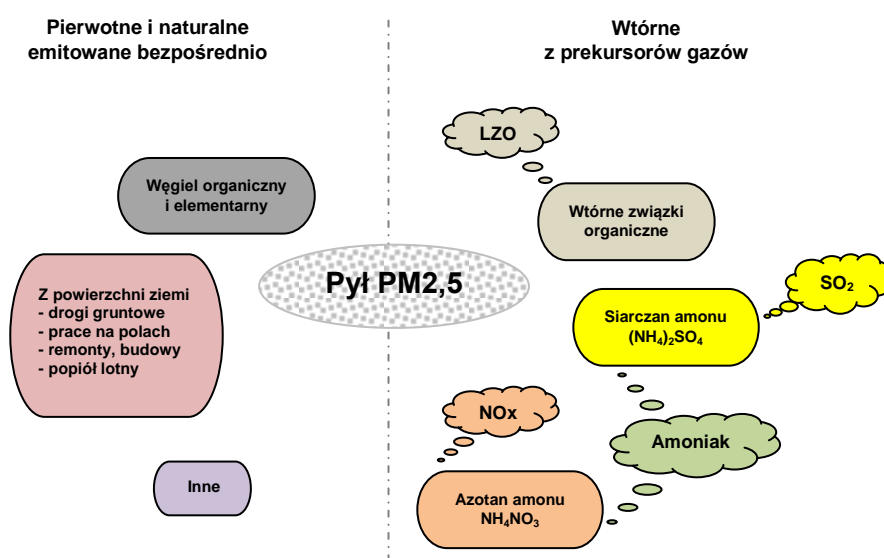 Pierwotne i naturalne
emitowane bezpośrednio
Wtórne
z prekursorów gazów
LZO
Węgiel organiczny
i elementarny
Wtórne związki
organiczne
Pył PM2,5
SO₂
Z powierzchni ziemi
- drogi gruntowe
- prace na polach
- remonty, budowy
- popiół lotny
Siarczan amonu
(NH₄)₂SO₄
NOx
Amoniak
Inne
Azotan amonu
NH₄NO₃